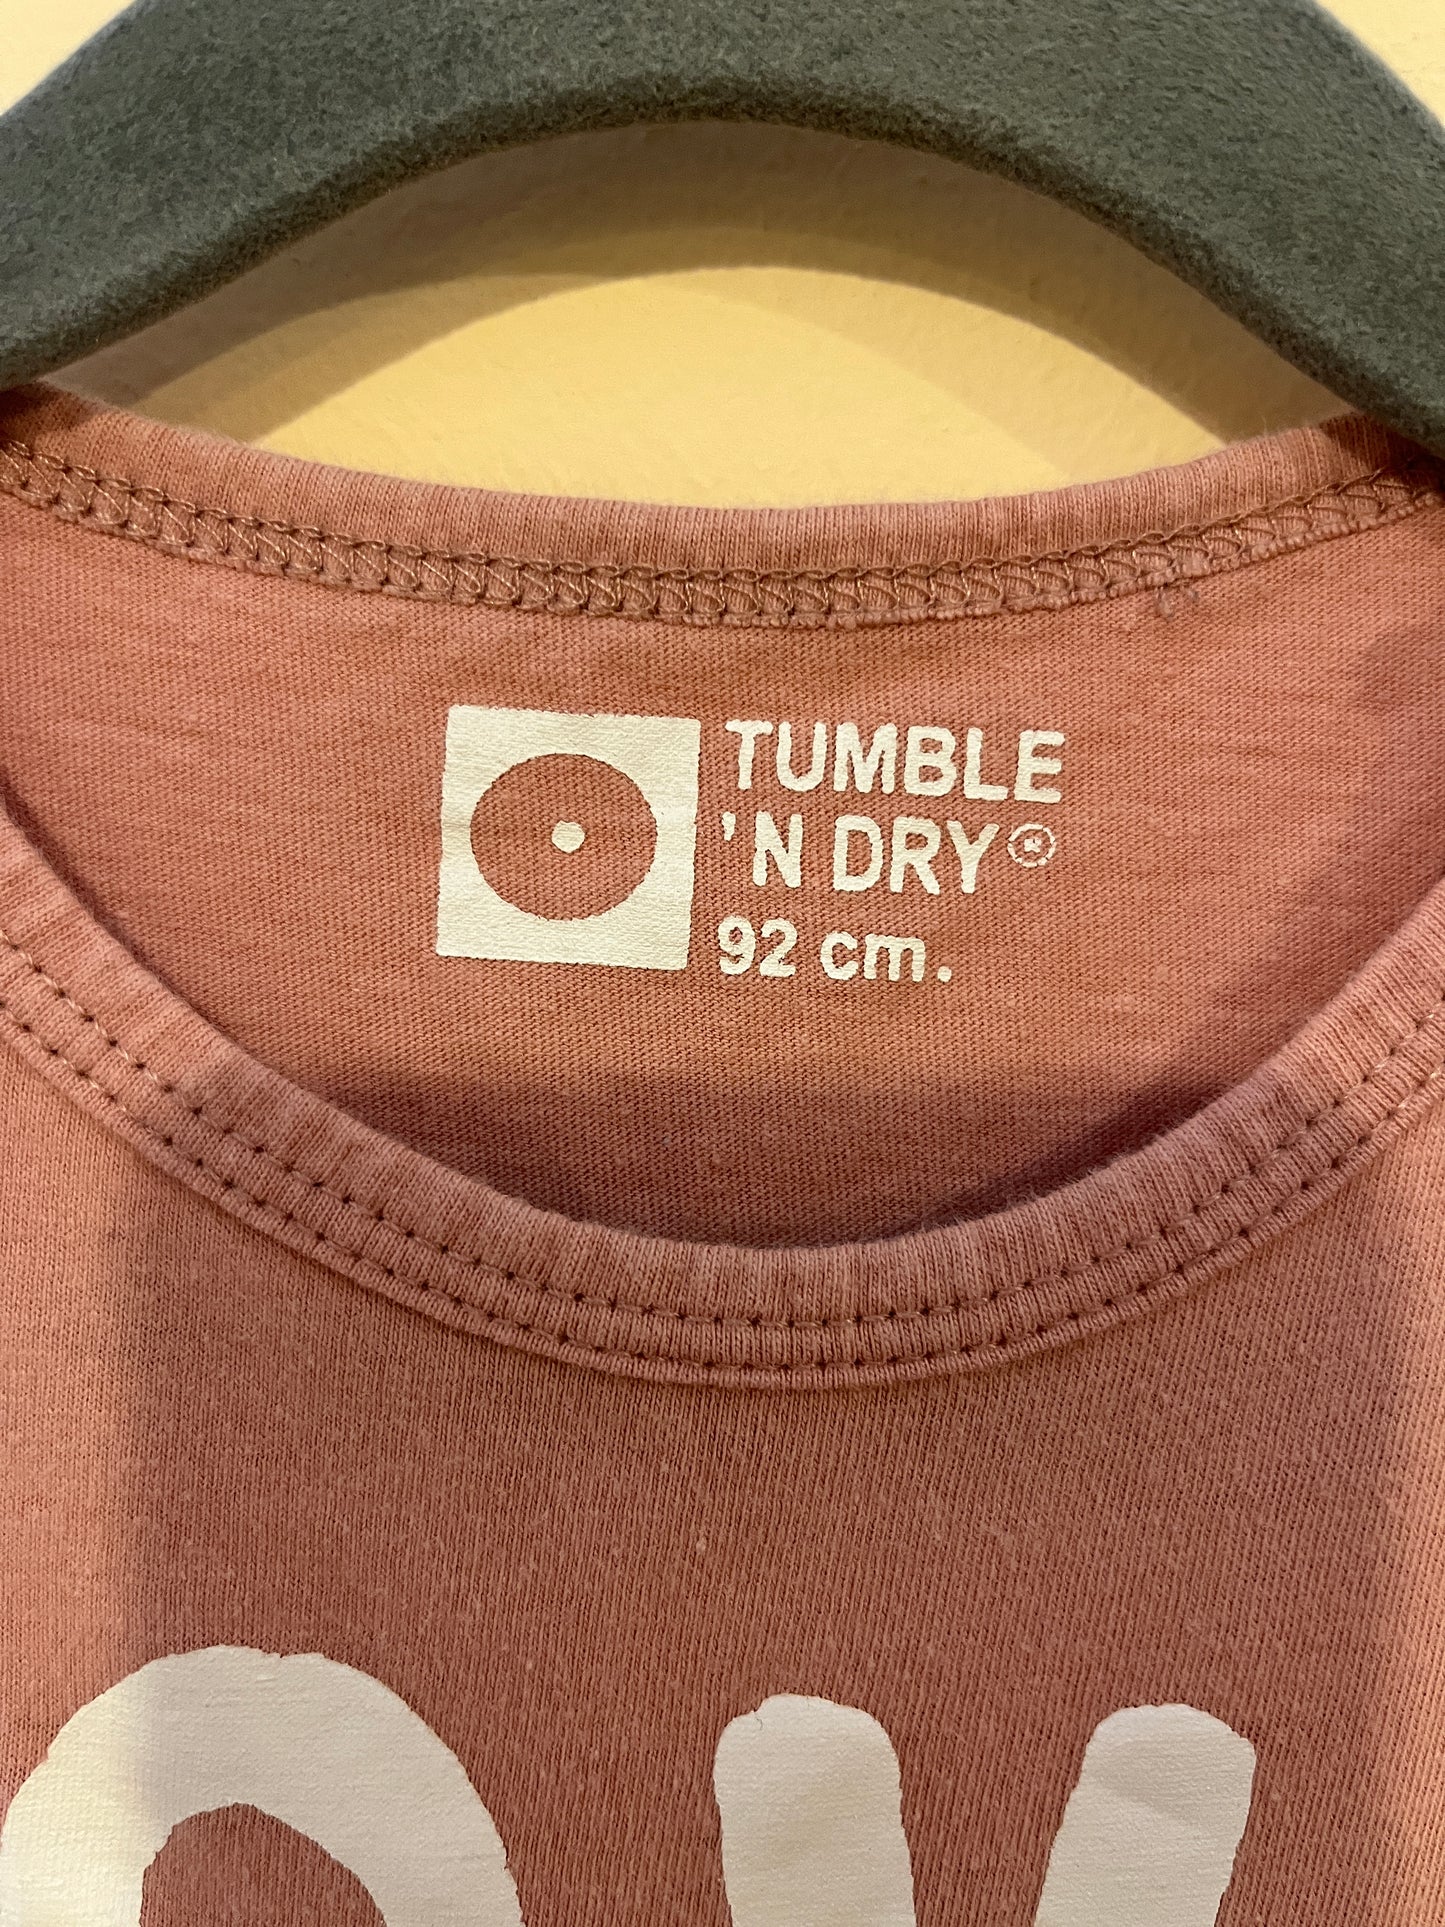 TUMBLE
'N DRY®
92 cm.